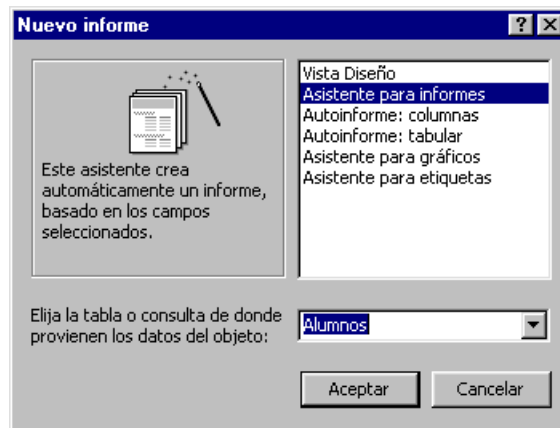 Nuevo informe
Este asistente crea
automáticamente un informe,
basado en los campos
seleccionados.
Vista Diseño
Asistente para informes
Autoinforme: columnas
Autoinforme: tabular
Asistente para gráficos
Asistente para etiquetas
Elija la tabla o consulta de donde
provienen los datos del objeto:
Alumnos
Aceptar
Cancelar